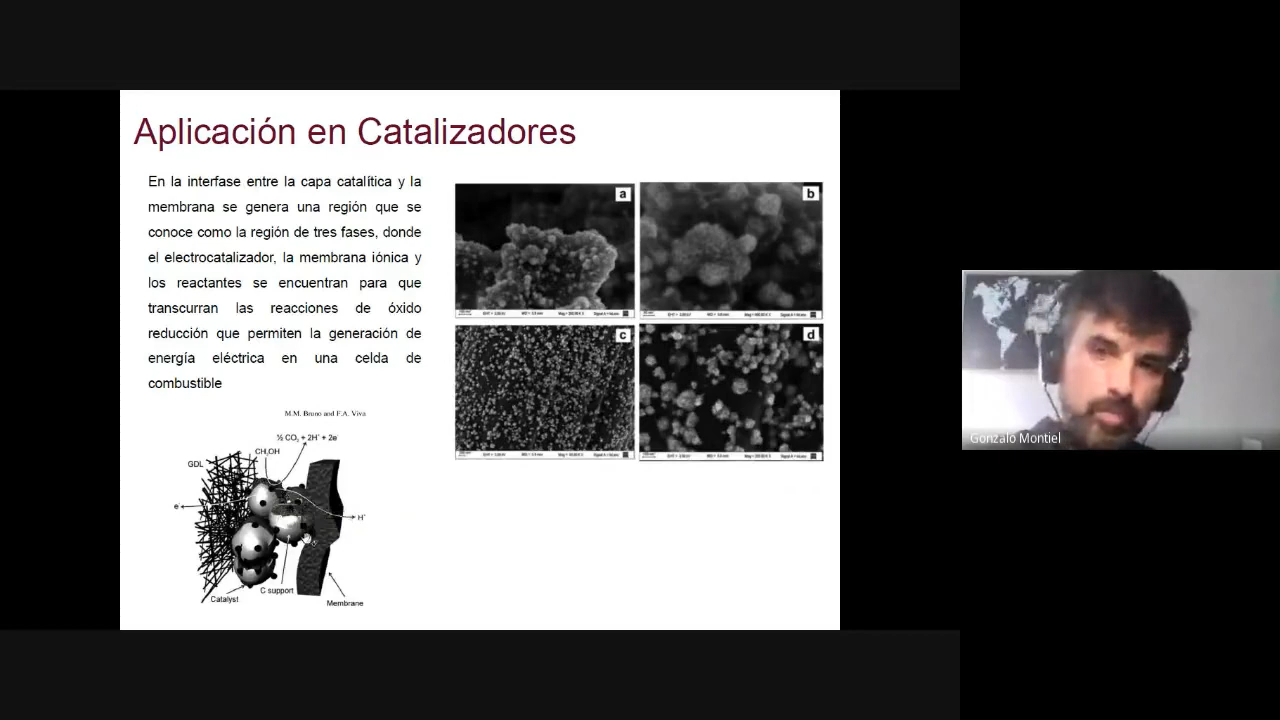 Aplicación en Catalizadores
En la interfase entre la capa catalítica y la
membrana se genera una región que se
conoce como la región de tres fases, donde
el electrocatalizador, la membrana iónica y
los reactantes se encuentran para que
transcurran las reacciones de óxido
reducción que permiten la generación de
energía eléctrica en una celda de
combustible
a
b
c
d
M.M. Bruno and F.A. Viva
½ CO₂ + 2H⁺ + 2e⁻
CH₃OH
GDL
e⁻
H⁺
C support
Catalyst
Membrane
Gonzalo Montiel